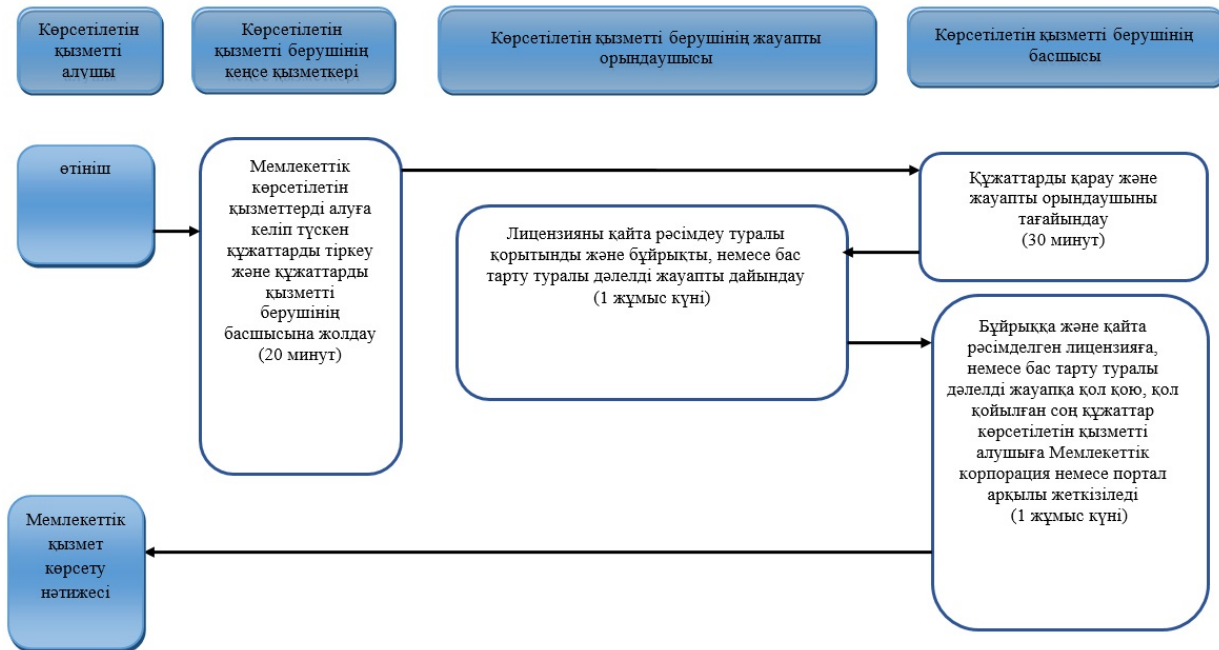 Көрсетілетін
қызметті
алушы
Көрсетілетін
қызметті берушінің
кеңсе қызметкері
Көрсетілетін қызметті берушінің жауапты
орындаушысы
Көрсетілетін қызметті берушінің
басшысы
өтініш
Мемлекеттік
көрсетілетін
қызметтерді алуға
келіп түскен
құжаттарды тіркеу
және құжаттарды
қызметті
берушінің
басшысына жолдау
(20 минут)
Құжаттарды қарау және
жауапты орындаушыны
тағайындау
(30 минут)
Лицензияны қайта рәсімдеу туралы
қорытынды және бұйрықты, немесе бас
тарту туралы дәлелді жауапты дайындау
(1 жұмыс күні)
Бұйрыққа және қайта
рәсімделген лицензияға,
немесе бас тарту туралы
дәлелді жауапқа қол қою, қол
қойылған соң құжаттар
көрсетілетін қызметті
алушыға Мемлекеттік
корпорация немесе портал
арқылы жеткізіледі
(1 жұмыс күні)
Мемлекеттік
қызмет
көрсету
нәтижесі